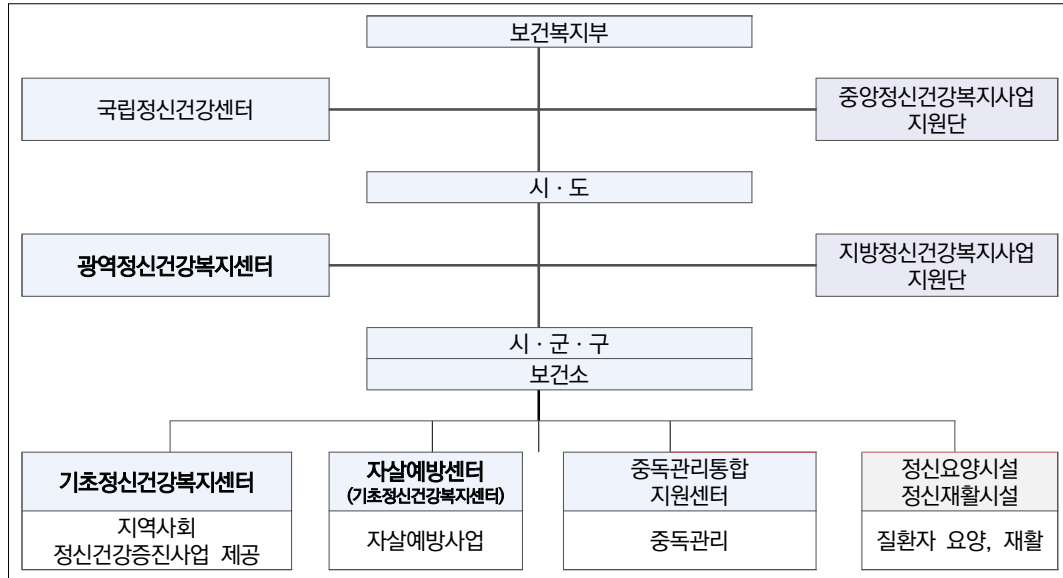 보건복지부
국립정신건강센터
중앙정신건강복지사업
지원단
시 · 도
광역정신건강복지센터
지방정신건강복지사업
지원단
시 · 군 · 구
보건소
기초정신건강복지센터
지역사회
정신건강증진사업 제공
자살예방센터
(기초정신건강복지센터)
자살예방사업
중독관리통합
지원센터
중독관리
정신요양시설
정신재활시설
질환자 요양, 재활